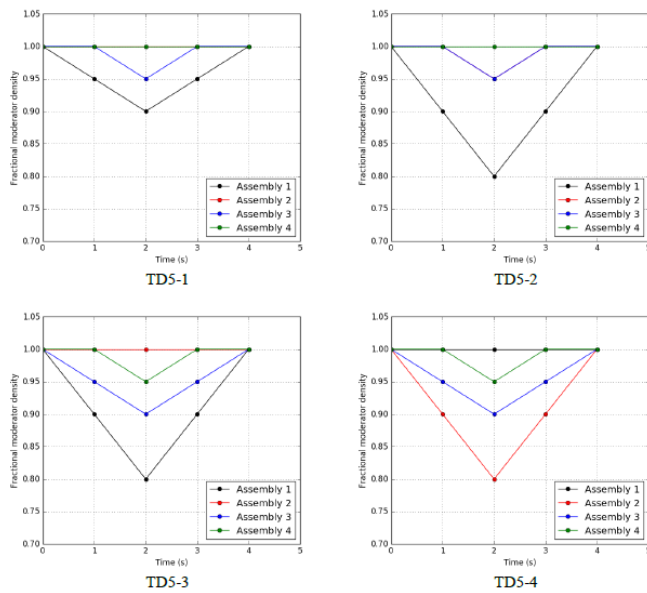 1.05
1.00
0.95
0.90
0.85
0.80
0.75
0.70
Fractional moderator density
Assembly 1
Assembly 2
Assembly 3
Assembly 4
0 1 2 3 4 5
Time (s)
TD5-1
1.05
1.00
0.95
0.90
0.85
0.80
0.75
0.70
Fractional moderator density
Assembly 1
Assembly 2
Assembly 3
Assembly 4
0 1 2 3 4 5
Time (s)
TD5-2
1.05
1.00
0.95
0.90
0.85
0.80
0.75
0.70
Fractional moderator density
Assembly 1
Assembly 2
Assembly 3
Assembly 4
0 1 2 3 4 5
Time (s)
TD5-3
1.05
1.00
0.95
0.90
0.85
0.80
0.75
0.70
Fractional moderator density
Assembly 1
Assembly 2
Assembly 3
Assembly 4
0 1 2 3 4 5
Time (s)
TD5-4